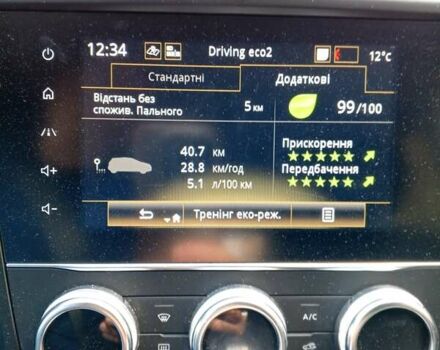 12:34 Driving eco2 12°C
Стандартні Додаткові
Відстань без
спожив. Пального 5 км 99/100
40.7 км
28.8 км/год
5.1 л/100 км
Прискорення
Передбачення
Тренінг еко-реж.
A/C